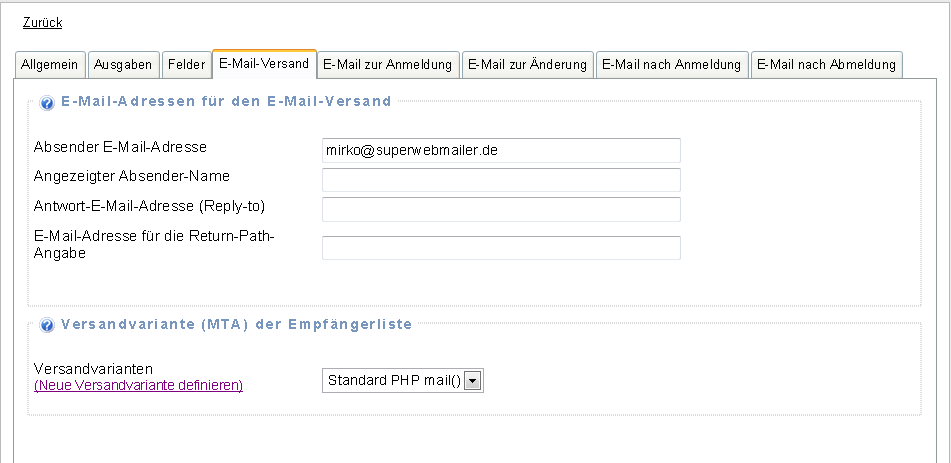 Zurück
Allgemein Ausgaben Felder E-Mail-Versand E-Mail zur Anmeldung E-Mail zur Änderung E-Mail nach Anmeldung E-Mail nach Abmeldung
E-Mail-Adressen für den E-Mail-Versand
Absender E-Mail-Adresse mirko@superwebmailer.de
Angezeigter Absender-Name
Antwort-E-Mail-Adresse (Reply-to)
E-Mail-Adresse für die Return-Path-
Angabe
Versandvariante (MTA) der Empfängerliste
Versandvarianten
(Neue Versandvariante definieren) Standard PHP mail()